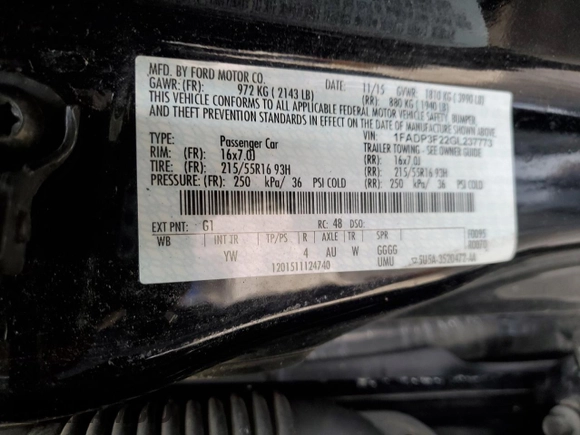 MFD. BY FORD MOTOR CO. DATE: 11/15 GVWR: 1810 KG ( 3990 LB)
GAWR:(FR): 972 KG ( 2143 LB) (RR): 880 KG ( 1940 LB)
THIS VEHICLE CONFORMS TO ALL APPLICABLE FEDERAL MOTOR VEHICLE SAFETY, BUMPER,
AND THEFT PREVENTION STANDARDS IN EFFECT ON THE DATE OF MANUFACTURE SHOWN ABOVE.
VIN: 1FADP3F22GL237773
TYPE: Passenger Car TRAILER TOWING - SEE OWNER GUIDE
RIM: (FR): 16x7.0J (RR): 16x7.0J
TIRE: (FR): 215/55R16 93H (RR): 215/55R16 93H
PRESSURE: (FR): 250 kPa/ 36 PSI COLD (RR): 250 kPa/ 36 PSI COLD
EXT PNT: G1 RC: 48 DSO:
WB INT TR TP/PS R AXLE TR SPR
YW 4 AU W GGGG
UMU
1201511124740